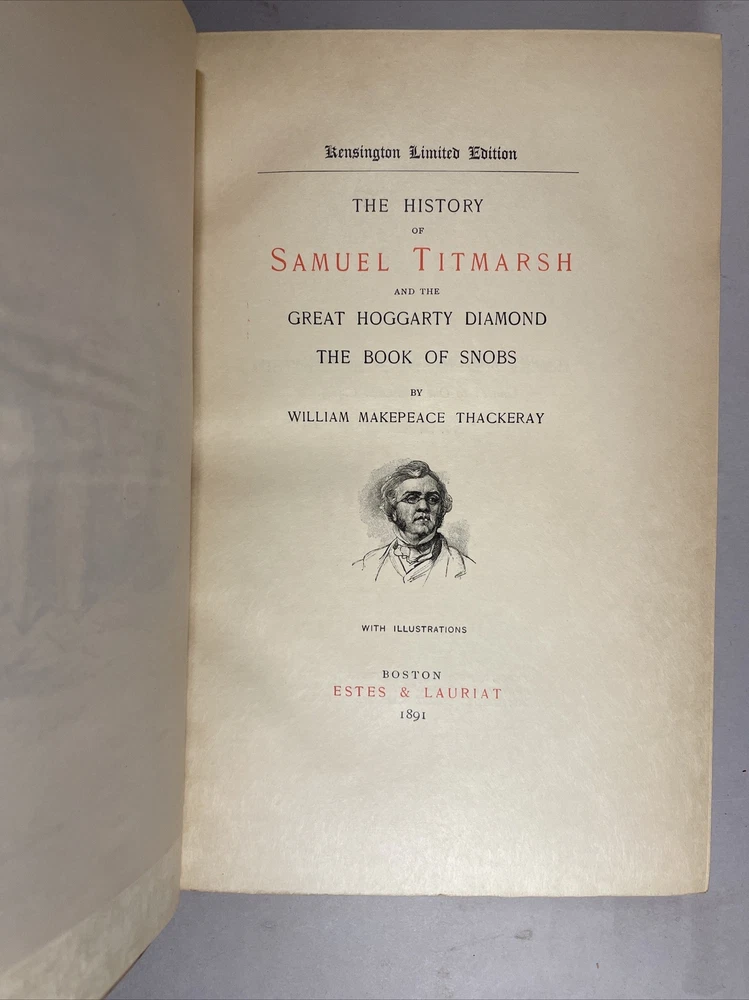 Kensington Limited Edition
THE HISTORY
OF
SAMUEL TITMARSH
AND THE
GREAT HOGGARTY DIAMOND
THE BOOK OF SNOBS
BY
WILLIAM MAKEPEACE THACKERAY
WITH ILLUSTRATIONS
BOSTON
ESTES & LAURIAT
1891